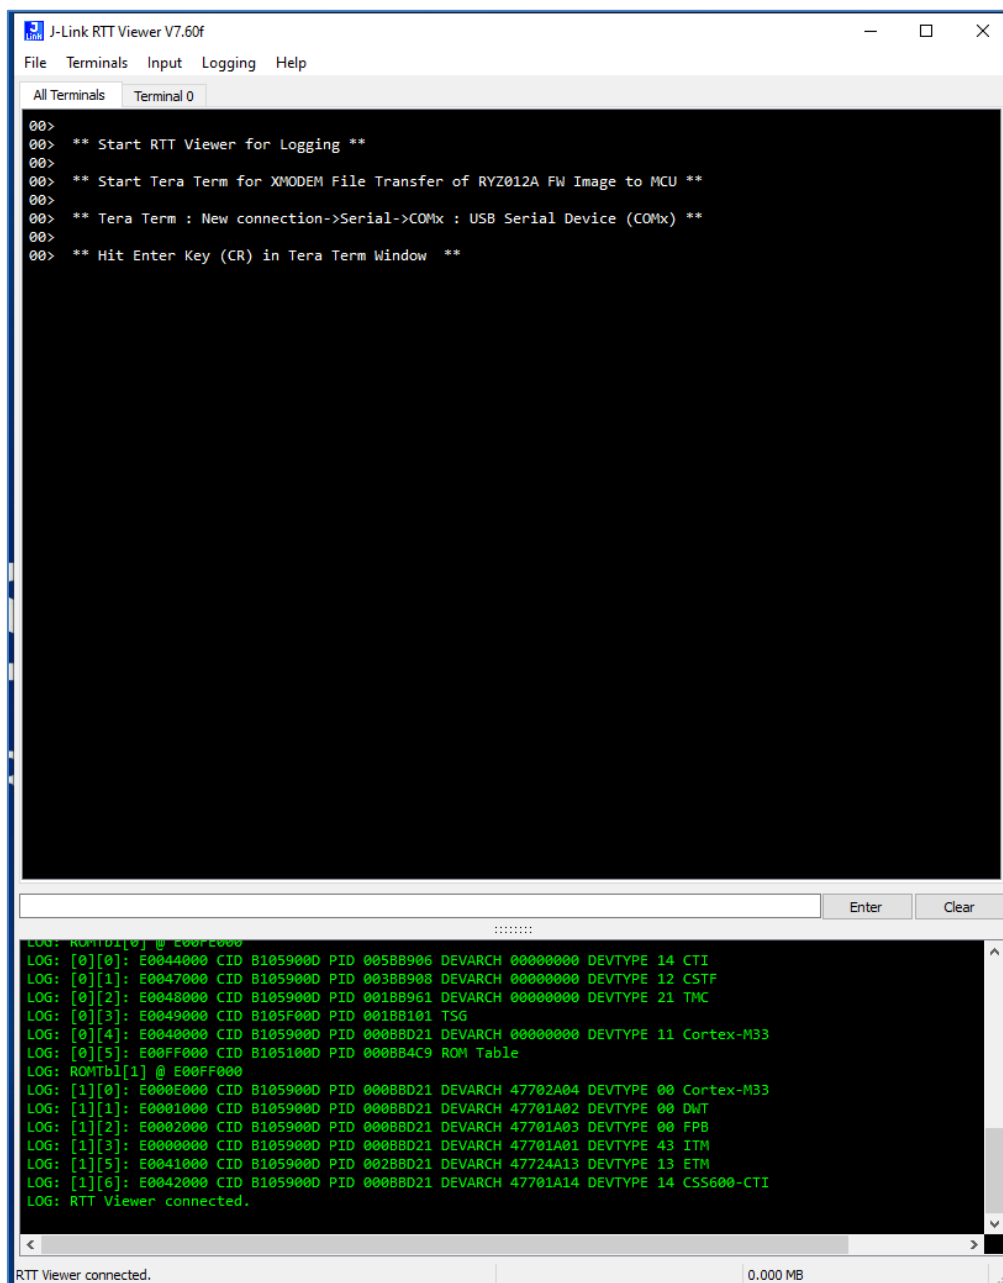 J-Link RTT Viewer V7.60f
File Terminals Input Logging Help
All Terminals Terminal 0
00>
00> ** Start RTT Viewer for Logging **
00>
00> ** Start Tera Term for XMODEM File Transfer of RYZ012A FW Image to MCU **
00>
00> ** Tera Term : New connection->Serial->COMx : USB Serial Device (COMx) **
00>
00> ** Hit Enter Key (CR) in Tera Term Window  **
Enter Clear
LOG: ROMTbl[0] @ E00FE000
LOG: [0][0]: E0044000 CID B105900D PID 005BB906 DEVARCH 00000000 DEVTYPE 14 CTI
LOG: [0][1]: E0047000 CID B105900D PID 003BB908 DEVARCH 00000000 DEVTYPE 12 CSTF
LOG: [0][2]: E0048000 CID B105900D PID 001BB961 DEVARCH 00000000 DEVTYPE 21 TMC
LOG: [0][3]: E0049000 CID B105F00D PID 001BB101 TSG
LOG: [0][4]: E0040000 CID B105900D PID 000BBD21 DEVARCH 00000000 DEVTYPE 11 Cortex-M33
LOG: [0][5]: E00FF000 CID B105100D PID 000BB4C9 ROM Table
LOG: ROMTbl[1] @ E00FF000
LOG: [1][0]: E000E000 CID B105900D PID 000BBD21 DEVARCH 47702A04 DEVTYPE 00 Cortex-M33
LOG: [1][1]: E0001000 CID B105900D PID 000BBD21 DEVARCH 47701A02 DEVTYPE 00 DWT
LOG: [1][2]: E0002000 CID B105900D PID 000BBD21 DEVARCH 47701A03 DEVTYPE 00 FPB
LOG: [1][3]: E0000000 CID B105900D PID 000BBD21 DEVARCH 47701A01 DEVTYPE 43 ITM
LOG: [1][5]: E0041000 CID B105900D PID 002BBD21 DEVARCH 47724A13 DEVTYPE 13 ETM
LOG: [1][6]: E0042000 CID B105900D PID 000BBD21 DEVARCH 47701A14 DEVTYPE 14 CSS600-CTI
LOG: RTT Viewer connected.
RTT Viewer connected. 0.000 MB